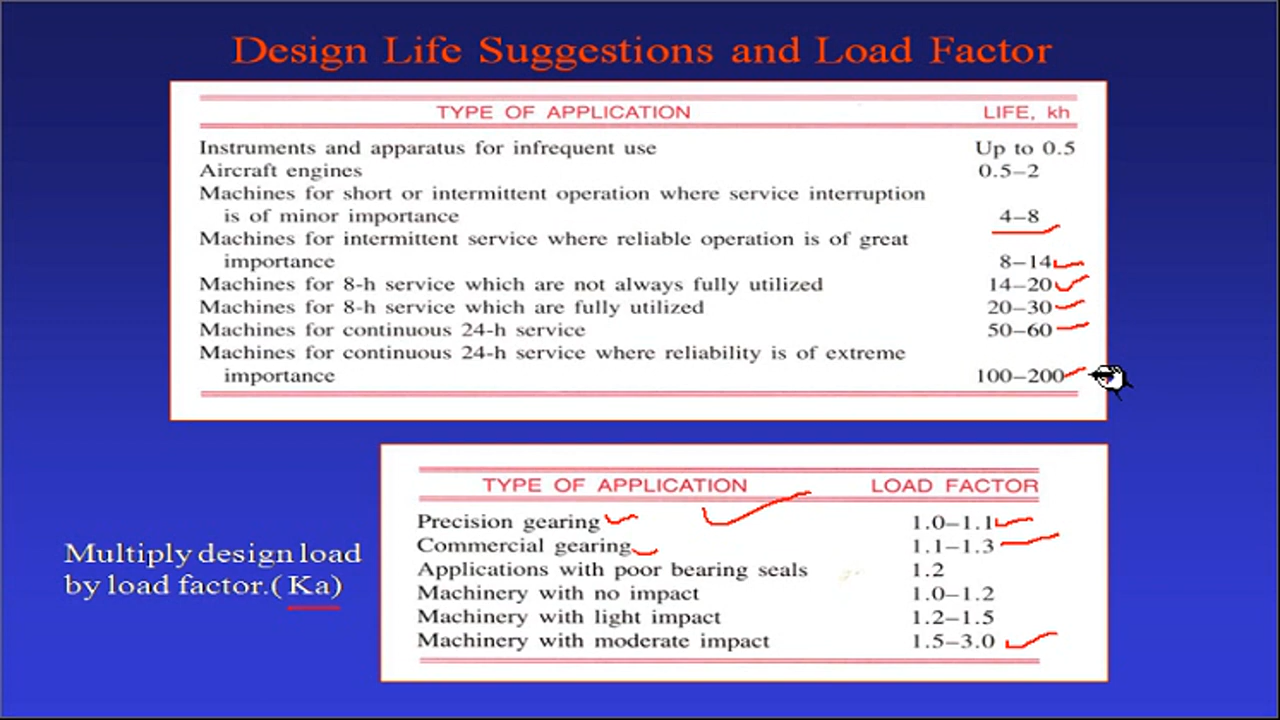 Design Life Suggestions and Load Factor
TYPE OF APPLICATION LIFE, kh
Instruments and apparatus for infrequent use Up to 0.5
Aircraft engines 0.5–2
Machines for short or intermittent operation where service interruption
is of minor importance 4–8
Machines for intermittent service where reliable operation is of great
importance 8–14
Machines for 8-h service which are not always fully utilized 14–20
Machines for 8-h service which are fully utilized 20–30
Machines for continuous 24-h service 50–60
Machines for continuous 24-h service where reliability is of extreme
importance 100–200
TYPE OF APPLICATION LOAD FACTOR
Precision gearing 1.0–1.1
Commercial gearing 1.1–1.3
Applications with poor bearing seals 1.2
Machinery with no impact 1.0–1.2
Machinery with light impact 1.2–1.5
Machinery with moderate impact 1.5–3.0
Multiply design load
by load factor.(Ka)